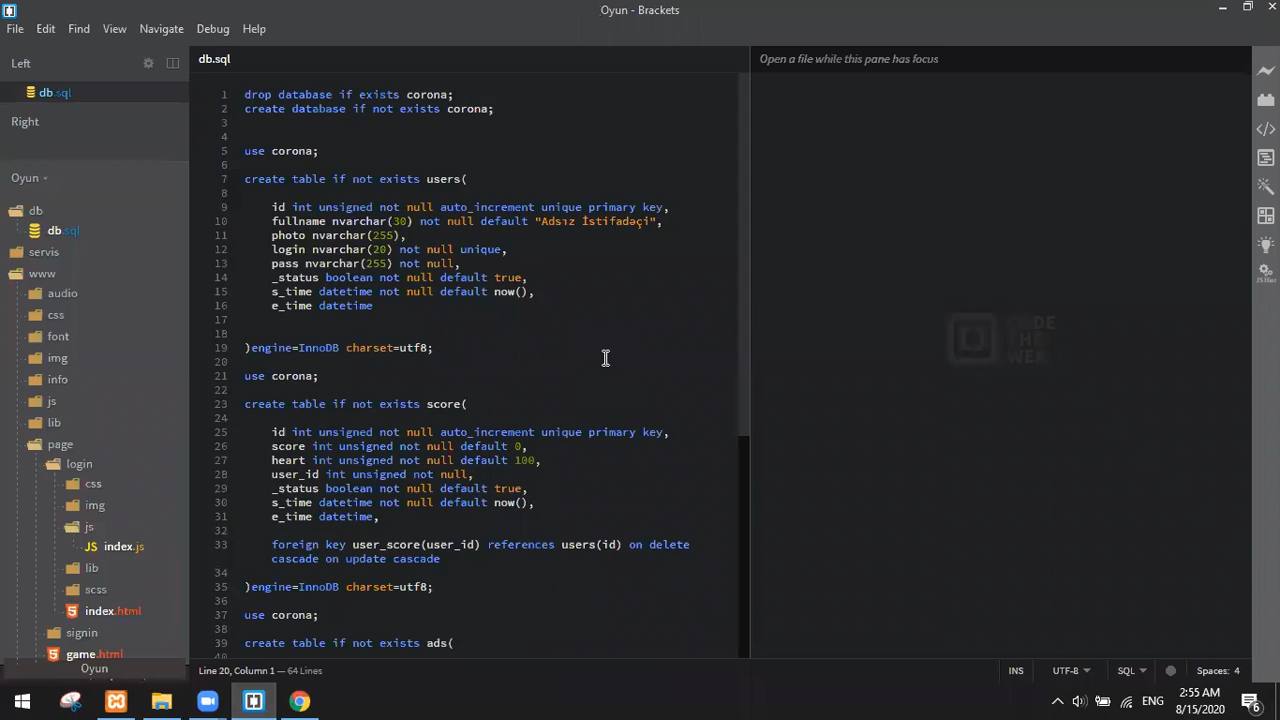 Oyun - Brackets
File Edit Find View Navigate Debug Help
Left
db.sql
Right
Oyun
db
db.sql
servis
www
audio
css
font
img
info
js
lib
page
login
css
img
js
JS index.js
lib
scss
index.html
signin
game.html
Oyun
db.sql
1 drop database if exists corona;
2 create database if not exists corona;
3
4
5 use corona;
6
7 create table if not exists users(
8
9 id int unsigned not null auto_increment unique primary key,
10 fullname nvarchar(30) not null default "Adsız İstifadəçi",
11 photo nvarchar(255),
12 login nvarchar(20) not null unique,
13 pass nvarchar(255) not null,
14 _status boolean not null default true,
15 s_time datetime not null default now(),
16 e_time datetime
17
18
19 )engine=InnoDB charset=utf8;
20
21 use corona;
22
23 create table if not exists score(
24
25 id int unsigned not null auto_increment unique primary key,
26 score int unsigned not null default 0,
27 heart int unsigned not null default 100,
28 user_id int unsigned not null,
29 _status boolean not null default true,
30 s_time datetime not null default now(),
31 e_time datetime,
32
33 foreign key user_score(user_id) references users(id) on delete
cascade on update cascade
34
35 )engine=InnoDB charset=utf8;
36
37 use corona;
38
39 create table if not exists ads(
40
Open a file while this pane has focus
CODE
THE
WEB
Line 20, Column 1 — 64 Lines
INS UTF-8 SQL Spaces: 4
ENG
2:55 AM
8/15/2020
6